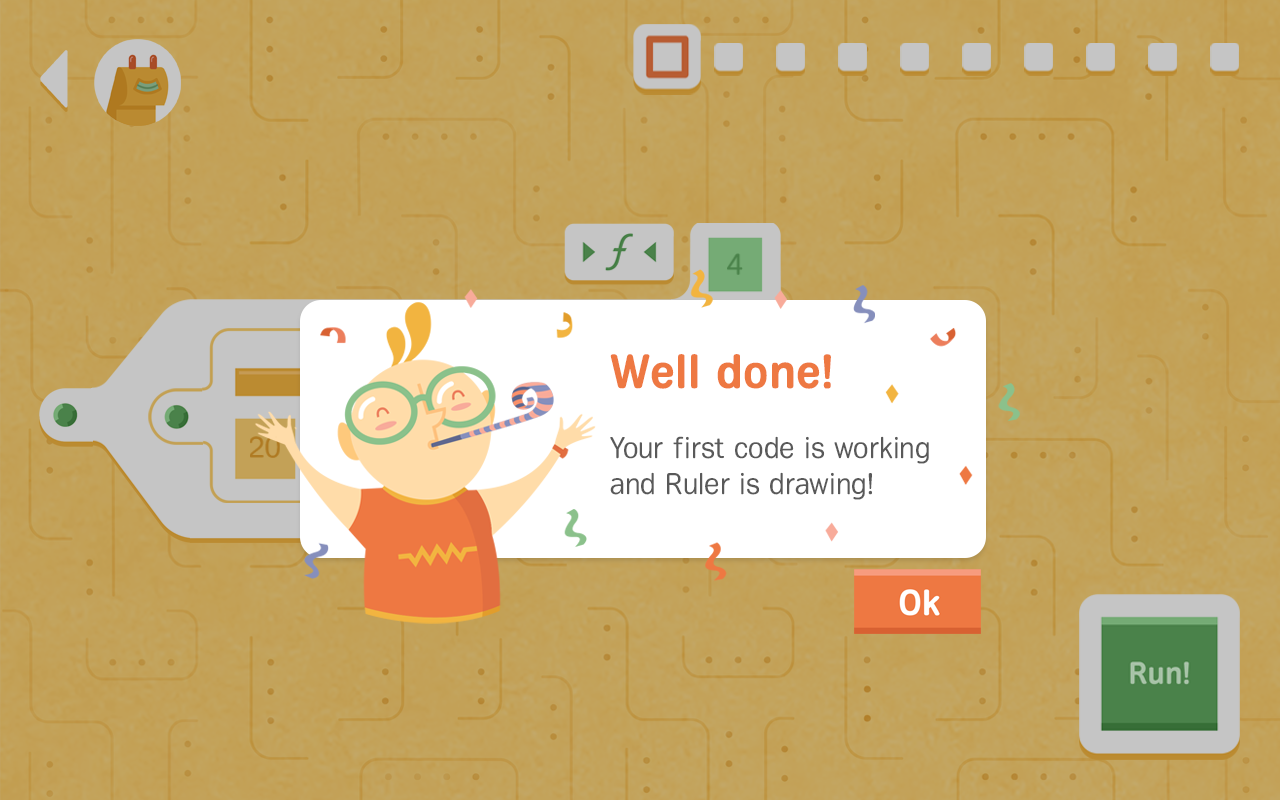 f
4
20
Well done!
Your first code is working
and Ruler is drawing!
Ok
Run!